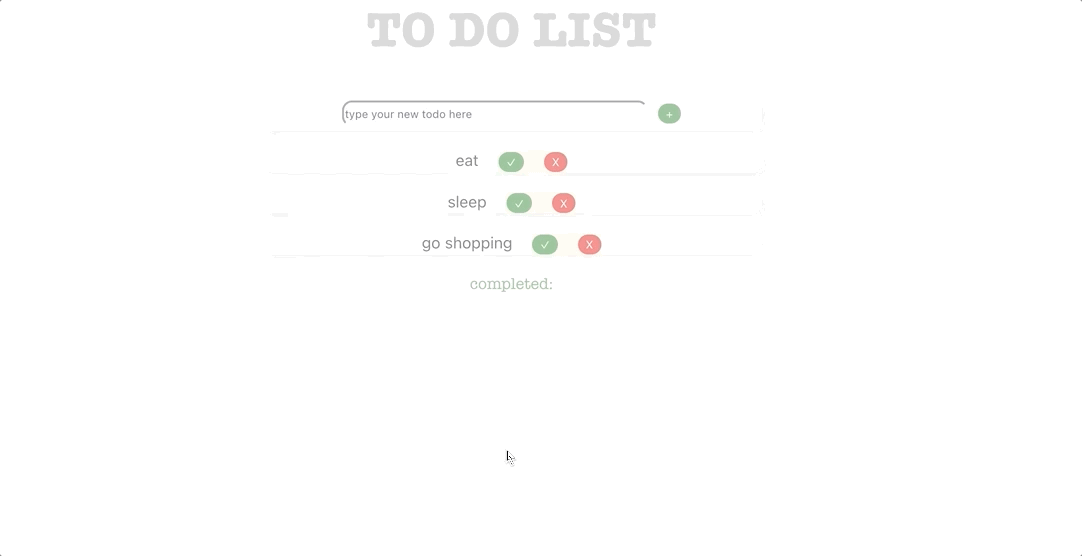 TO DO LIST
type your new todo here +
eat ✓ X
sleep ✓ X
go shopping ✓ X
completed: